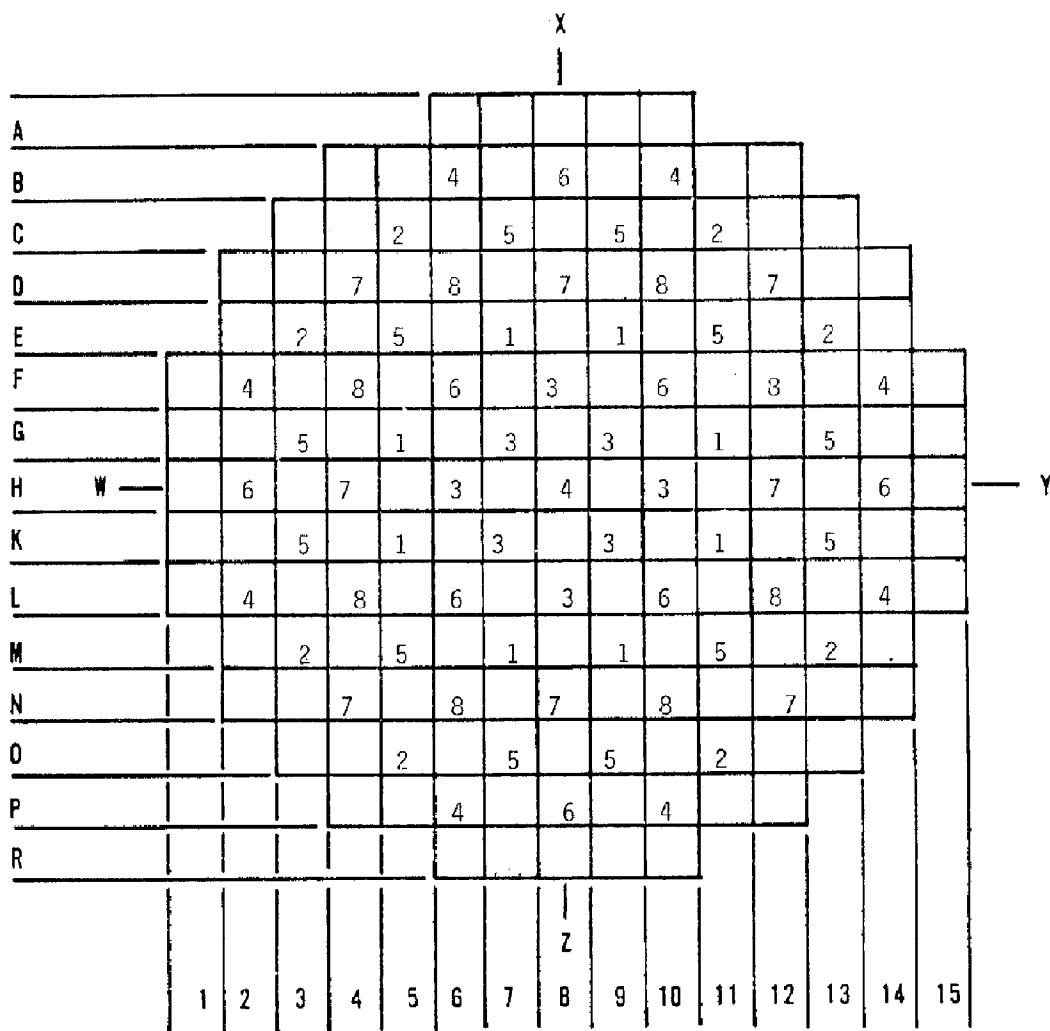 X
A
B 4 6 4
C 2 5 5 2
D 7 8 7 8 7
E 2 5 1 1 5 2
F 4 8 6 3 6 8 4
G 5 1 3 3 1 5
H W 6 7 3 4 3 7 6 Y
K 5 1 3 3 1 5
L 4 8 6 3 6 8 4
M 2 5 1 1 5 2
N 7 8 7 8 7
O 2 5 5 2
P 4 6 4
R
Z
1 2 3 4 5 6 7 8 9 10 11 12 13 14 15